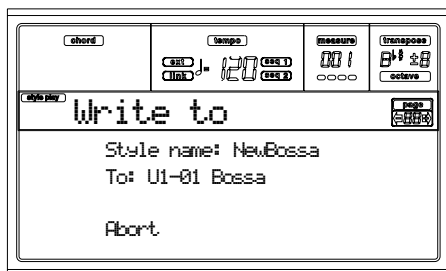 chord tempo measure transpose
ext link 120 seq 1 seq 2 001 ±8
octave
style play Write to page
Style name: NewBossa
To: U1-01 Bossa
Abort